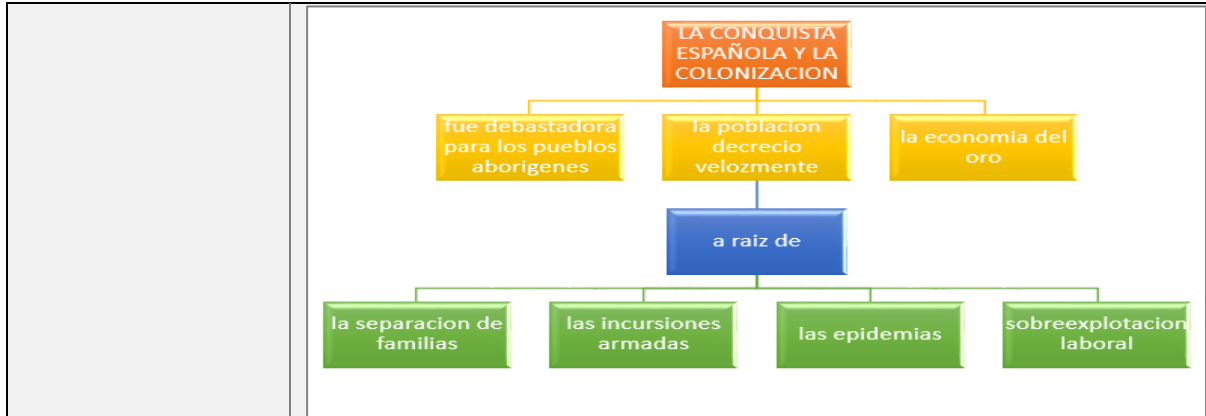 LA CONQUISTA
ESPAÑOLA Y LA
COLONIZACION
fue debastadora
para los pueblos
aborigenes
la poblacion
decrecio
velozmente
la economia del
oro
a raiz de
la separacion de
familias
las incursiones
armadas
las epidemias
sobreexplotacion
laboral